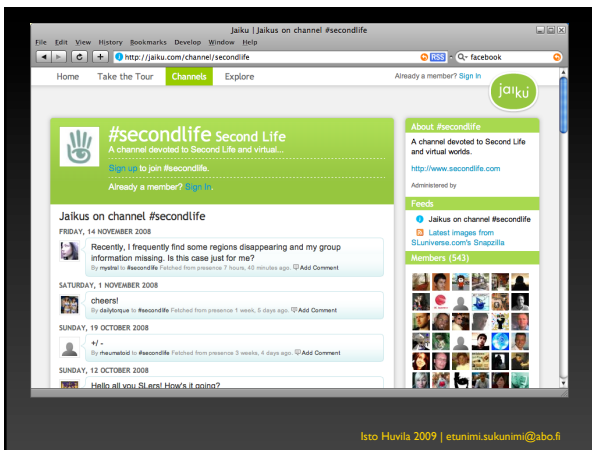 Jaiku | Jaikus on channel #secondlife
File Edit View History Bookmarks Develop Window Help
http://jaiku.com/channel/secondlife
RSS
facebook
Home Take the Tour Channels Explore
Already a member? Sign In
jaiku
#secondlife Second Life
A channel devoted to Second Life and virtual...
Sign up to join #secondlife.
Already a member? Sign In.
Jaikus on channel #secondlife
FRIDAY, 14 NOVEMBER 2008
Recently, I frequently find some regions disappearing and my group
information missing. Is this case just for me?
By mystral to #secondlife Fetched from presence 7 hours, 40 minutes ago. Add Comment
SATURDAY, 1 NOVEMBER 2008
cheers!
By dailytorque to #secondlife Fetched from presence 1 week, 5 days ago. Add Comment
SUNDAY, 19 OCTOBER 2008
+/ -
By rheumatoid to #secondlife Fetched from presence 3 weeks, 4 days ago. Add Comment
SUNDAY, 12 OCTOBER 2008
Hello all you SLers! How's it going?
About #secondlife
A channel devoted to Second Life
and virtual worlds.
http://www.secondlife.com
Administered by
Feeds
Jaikus on channel #secondlife
Latest images from
SLuniverse.com's Snapzilla
Members (543)
Isto Huvila 2009 | etunimi.sukunimi@abo.fi